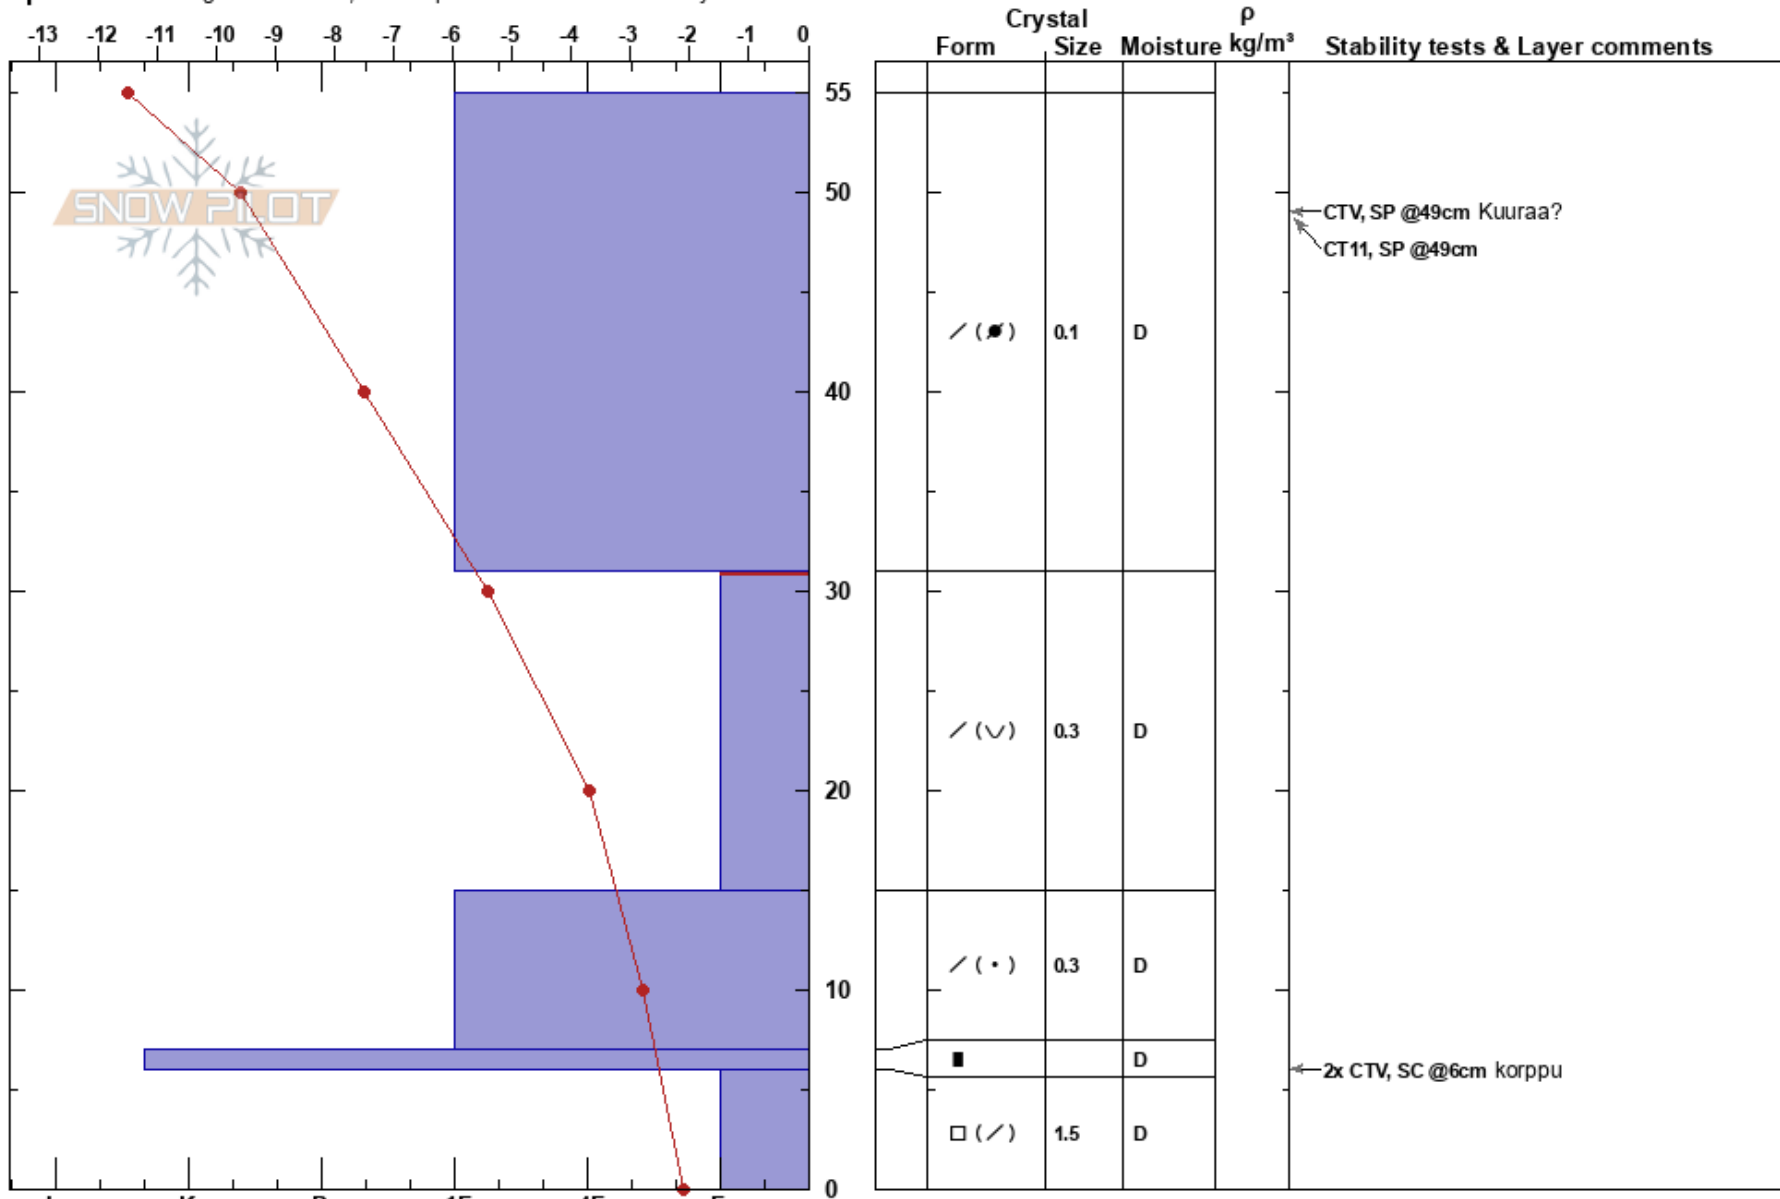 Crystal ρ
-13 -12 -11 -10 -9 -8 -7 -6 -5 -4 -3 -2 -1 0 Form Size Moisture kg/m³ Stability tests & Layer comments
55
SNOW PILOT
50
CTV, SP @49cm Kuuraa?
CT11, SP @49cm
0.1 D
40
30
0.3 D
20
0.3 D
10
D
2x CTV, SC @6cm korppu
1.5 D
0